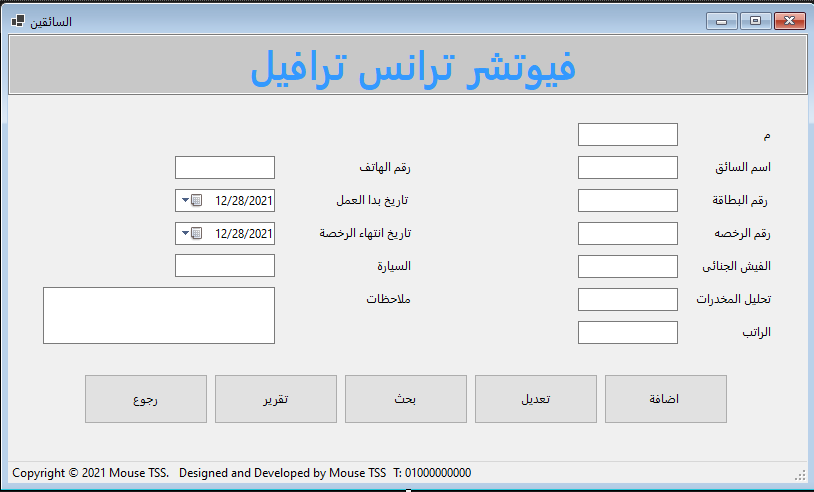 السائقين
فيوتشر ترانس ترافيل
م
اسم السائق
رقم الهاتف
رقم البطاقة
تاريخ بدا العمل
12/28/2021
رقم الرخصه
تاريخ انتهاء الرخصة
12/28/2021
الفيش الجنائى
السيارة
تحليل المخدرات
ملاحظات
الراتب
اضافة
تعديل
بحث
تقرير
رجوع
Copyright © 2021 Mouse TSS. Designed and Developed by Mouse TSS T: 01000000000